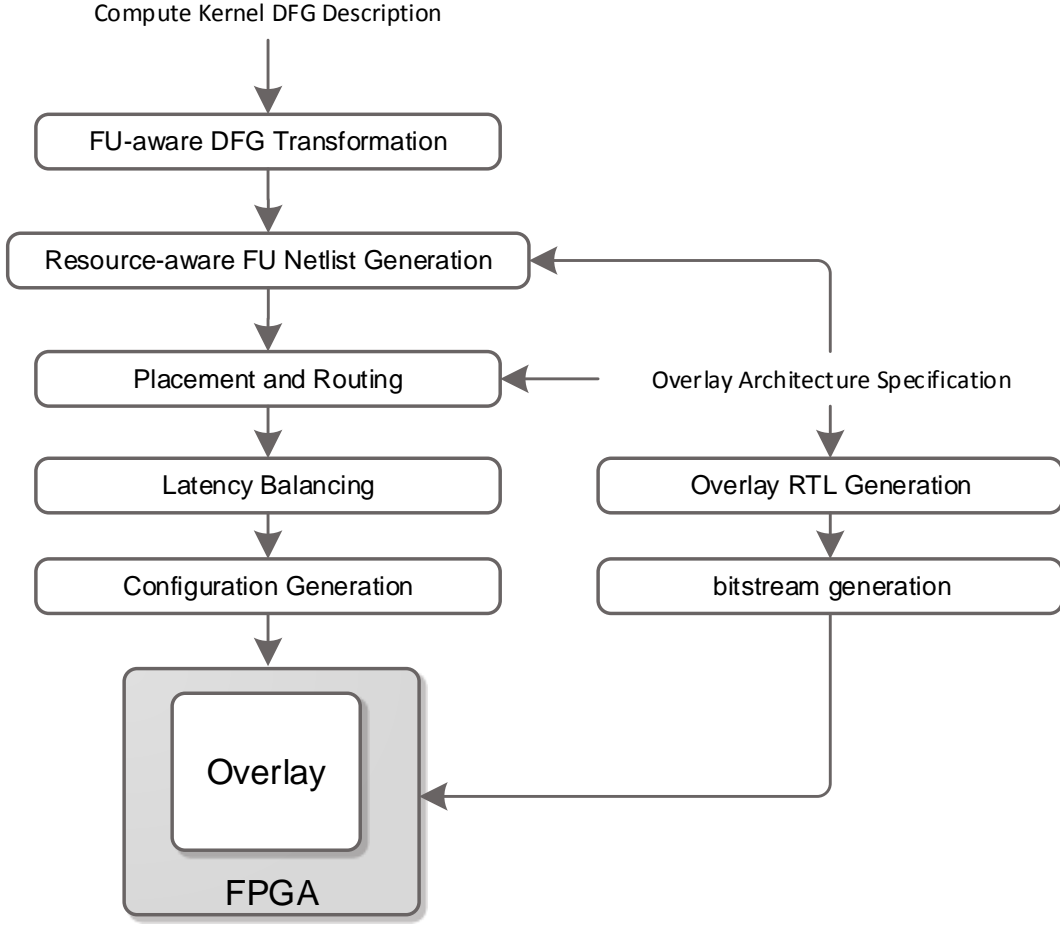 Compute Kernel DFG Description
FU-aware DFG Transformation
Resource-aware FU Netlist Generation
Placement and Routing
Overlay Architecture Specification
Latency Balancing
Overlay RTL Generation
Configuration Generation
bitstream generation
Overlay
FPGA